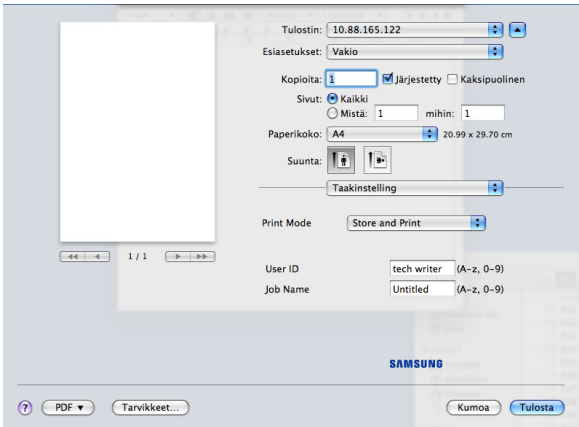 Tulostin: 10.88.165.122
Esiasetukset: Vakio
Kopioita: 1 Järjestetty Kaksipuolinen
Sivut: Kaikki
Mistä: 1 mihin: 1
Paperikoko: A4 20.99 x 29.70 cm
Suunta:
Taakinstelling
Print Mode Store and Print
1 / 1
User ID tech writer (A-z, 0-9)
Job Name Untitled (A-z, 0-9)
SAMSUNG
? PDF Tarvikkeet... Kumoa Tulosta